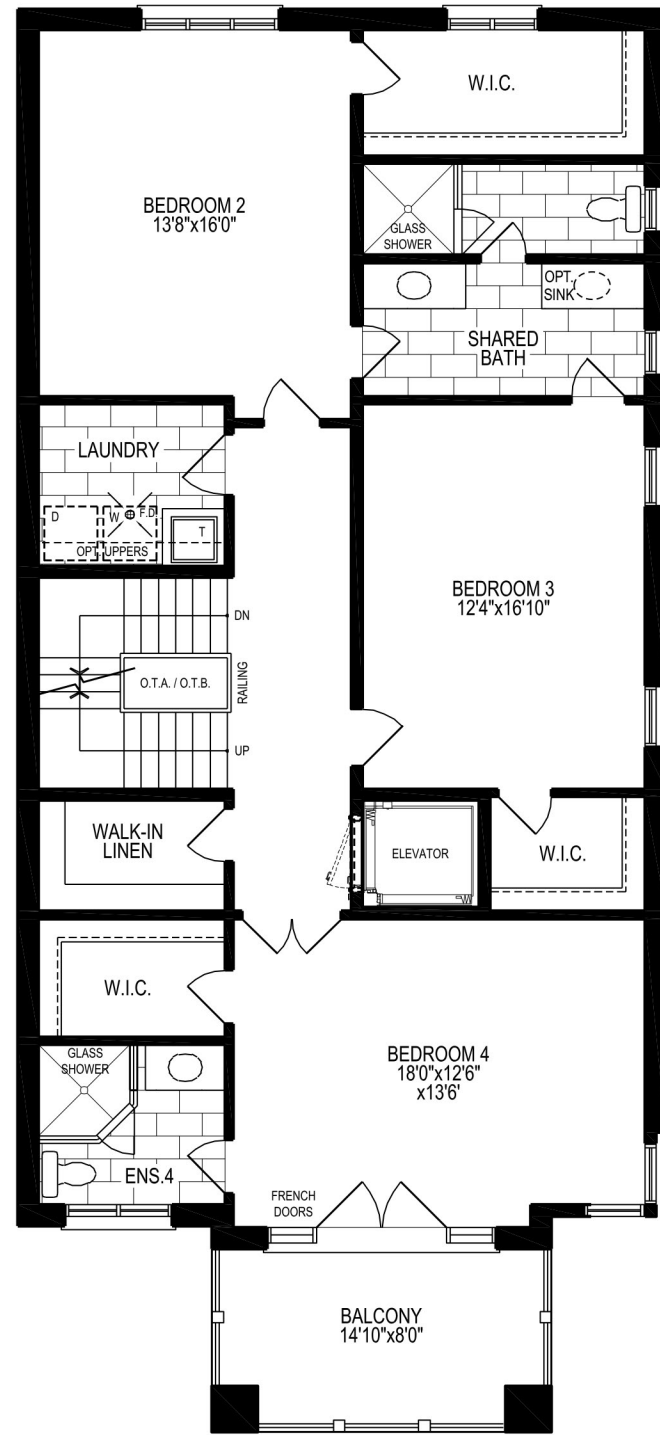 W.I.C.
BEDROOM 2
13'8"x16'0"
GLASS
SHOWER
OPT.
SINK
SHARED
BATH
LAUNDRY
D
W
F.D.
T
OPT. UPPERS
BEDROOM 3
12'4"x16'10"
DN
O.T.A. / O.T.B.
RAILING
UP
WALK-IN
LINEN
ELEVATOR
W.I.C.
W.I.C.
GLASS
SHOWER
BEDROOM 4
18'0"x12'6"
x13'6'
ENS.4
FRENCH
DOORS
BALCONY
14'10"x8'0"